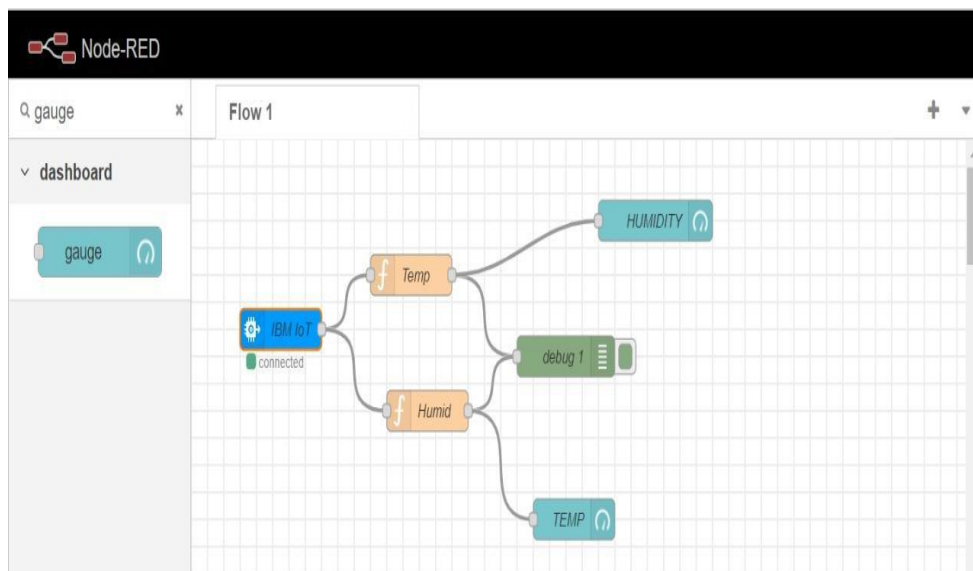 Node-RED
gauge
Flow 1
dashboard
gauge
HUMIDITY
Temp
IBM IoT
connected
debug 1
Humid
TEMP